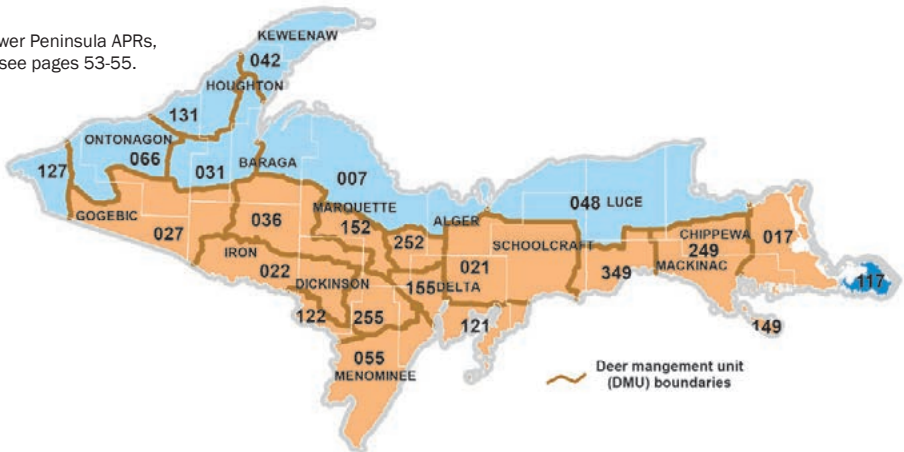 wer Peninsula APRs,
see pages 53-55.
KEWEENAW
042
HOUGHTON
131
ONTONAGON
066
127
031
BARAGA
007
GOGEBIC
027
036
MARQUETTE
152
ALGER
252
048 LUCE
SCHOOLCRAFT
CHIPPEWA
249
017
MACKINAC
IRON
022
DICKINSON
021
155 DELTA
349
117
122
255
121
149
055
MENOMINEE
Deer mangement unit
(DMU) boundaries